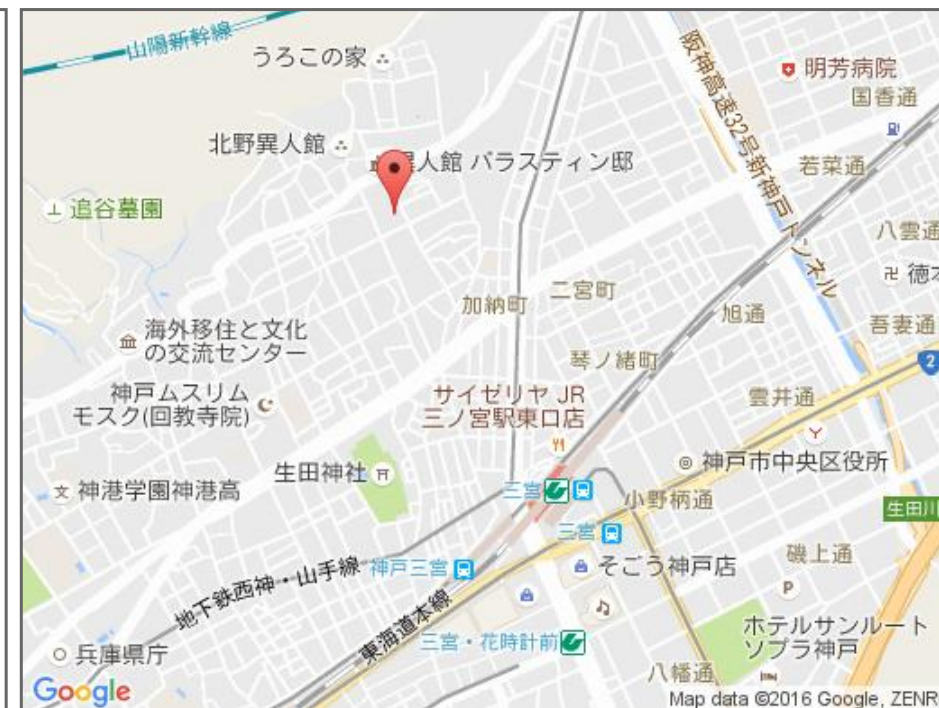 山陽新幹線
うろこの家
阪神高速32号新神戸トンネル
明芳病院
国香通
北野異人館
人館 パラスティン邸
若菜通
追谷墓園
八雲通
徳本
加納町
二宮町
旭通
吾妻通
海外移住と文化
の交流センター
琴ノ緒町
2
神戸ムスリム
モスク(回教寺院)
サイゼリヤ JR
三ノ宮駅東口店
雲井通
生田神社
神戸市中央区役所
神港学園神港高
三宮
小野柄通
生田川
三宮
磯上通
地下鉄西神・山手線
神戸三宮
そごう神戸店
P
東海道本線
ホテルサンルート
ソプラ神戸
三宮・花時計前
兵庫県庁
八幡通
Google
Map data ©2016 Google, ZENR